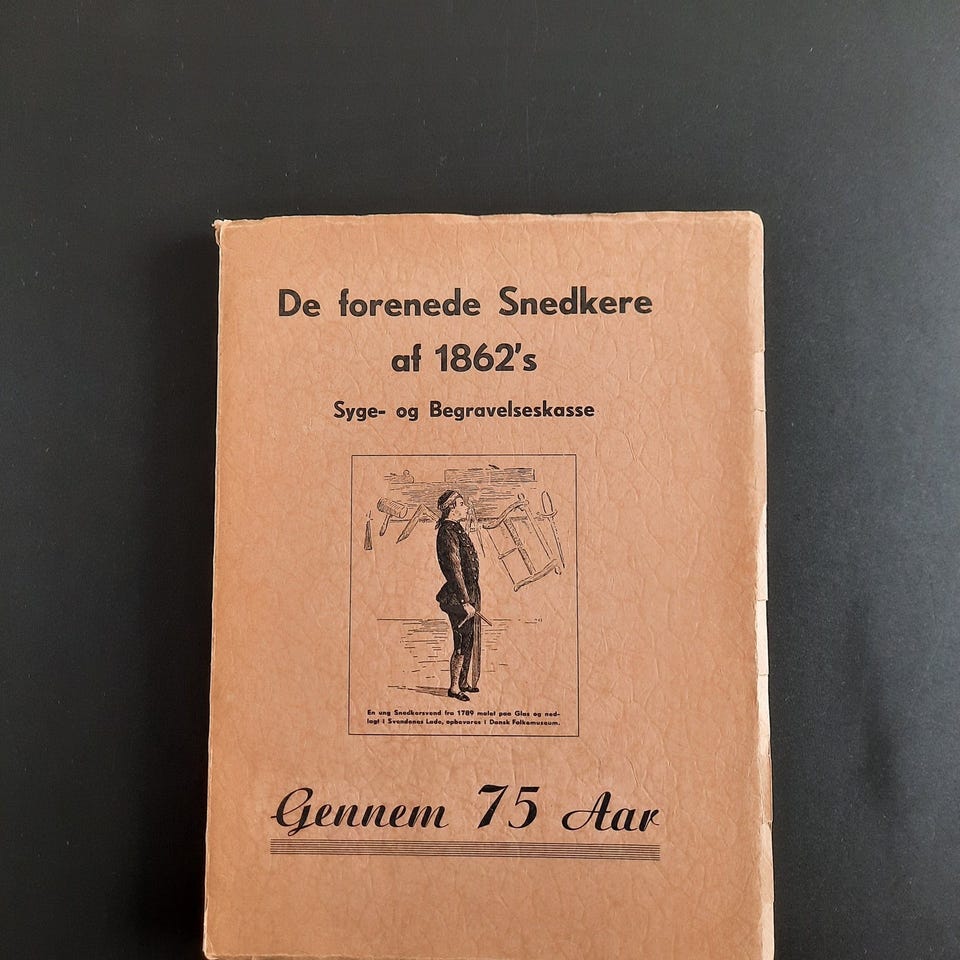 De forenede Snedkere
af 1862's
Syge- og Begravelseskasse
En ung Snedkersvend fra 1789 malet paa Glas og ned-
lagt i Svendenes Lade, opbevares i Dansk Folkemuseum.
Gennem 75 Aar